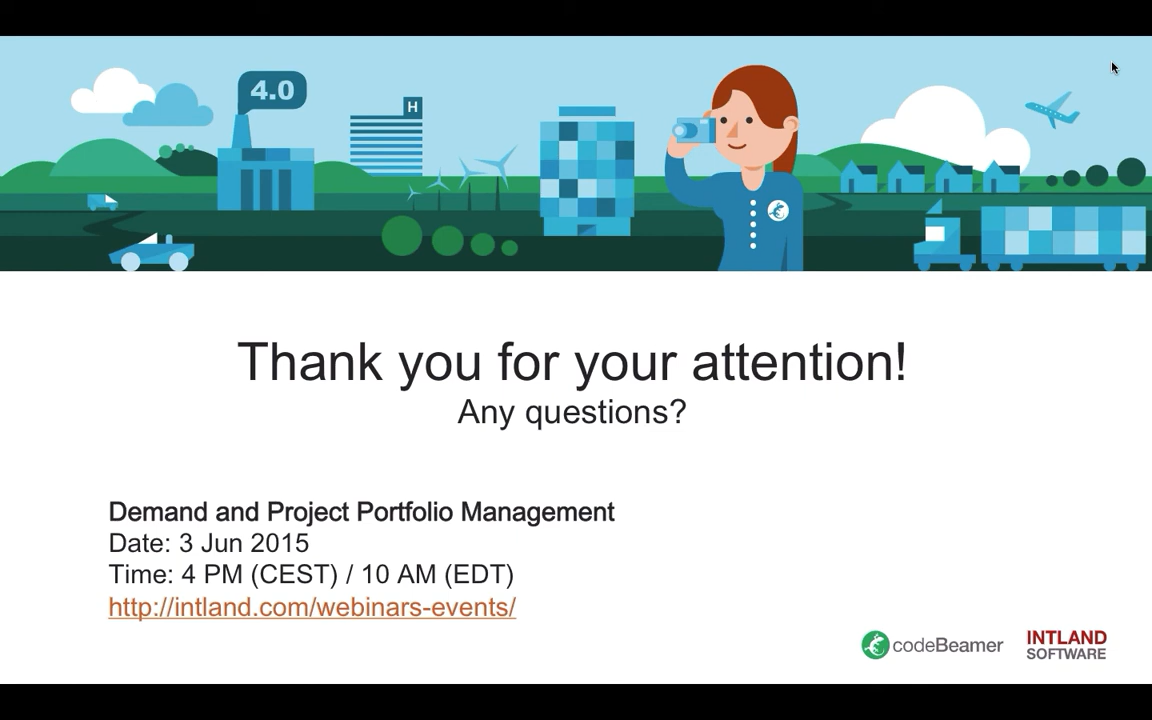 4.0
H
Thank you for your attention!
Any questions?
Demand and Project Portfolio Management
Date: 3 Jun 2015
Time: 4 PM (CEST) / 10 AM (EDT)
http://intland.com/webinars-events/
codeBeamer
INTLAND
SOFTWARE